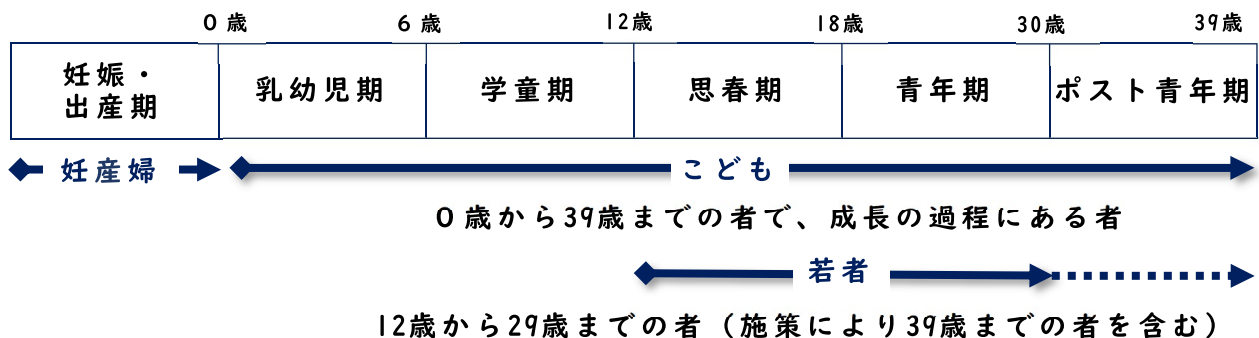 0歳 6歳 12歳 18歳 30歳 39歳
妊娠・
出産期
乳幼児期
学童期
思春期
青年期
ポスト青年期
妊産婦
こども
0歳から39歳までの者で、成長の過程にある者
若者
12歳から29歳までの者(施策により39歳までの者を含む)